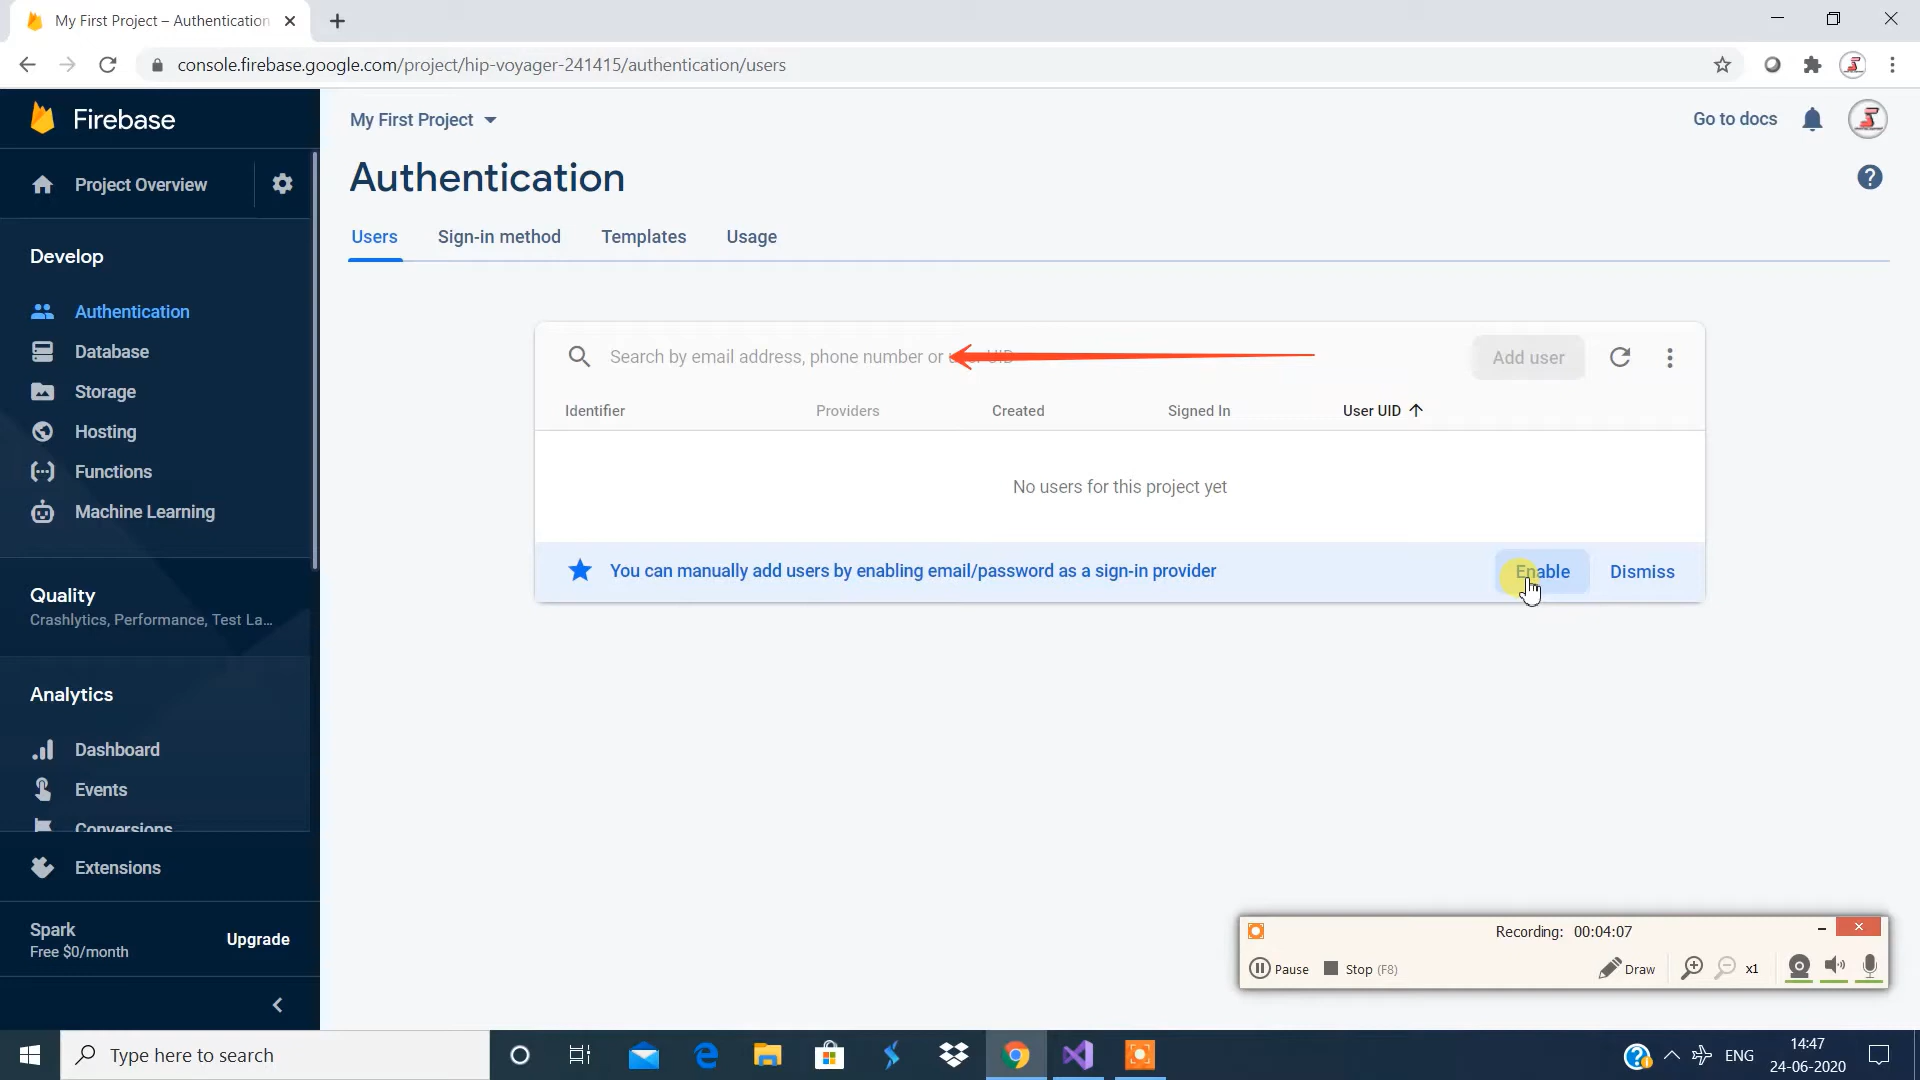 My First Project – Authentication
console.firebase.google.com/project/hip-voyager-241415/authentication/users
Firebase
My First Project
Go to docs
Project Overview
Authentication
Users
Sign-in method
Templates
Usage
Develop
Authentication
Database
Storage
Hosting
Functions
Machine Learning
Search by email address, phone number or user UID
Add user
Identifier
Providers
Created
Signed In
User UID
No users for this project yet
You can manually add users by enabling email/password as a sign-in provider
Enable
Dismiss
Quality
Crashlytics, Performance, Test La...
Analytics
Dashboard
Events
Conversions
Extensions
Spark
Free $0/month
Upgrade
Recording: 00:04:07
Pause
Stop (F8)
Draw
x1
Type here to search
ENG
14:47
24-06-2020